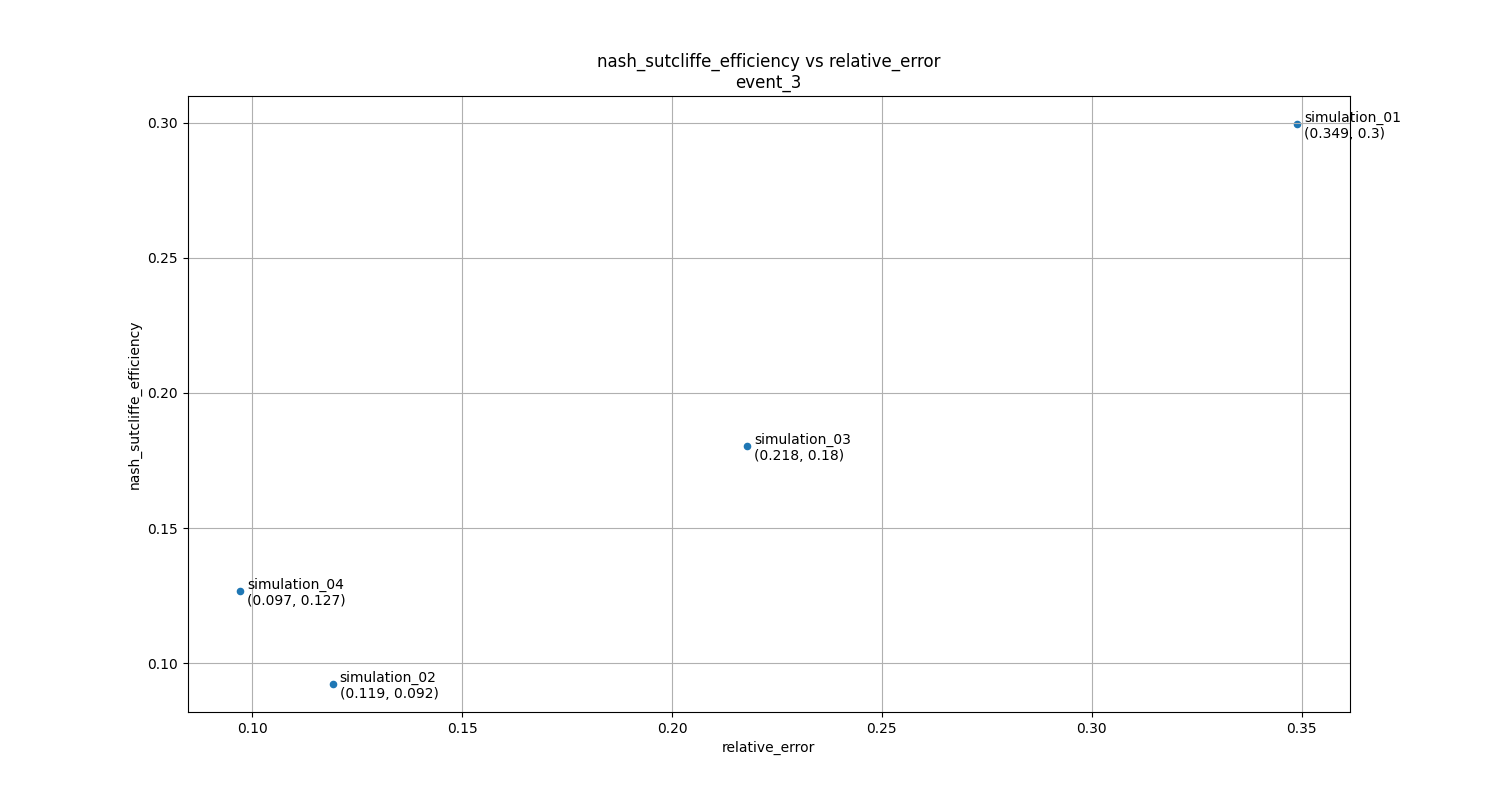 nash_sutcliffe_efficiency vs relative_error
event_3
0.30
simulation_01
(0.349, 0.3)
0.25
0.20
nash_sutcliffe_efficiency
simulation_03
(0.218, 0.18)
0.15
simulation_04
(0.097, 0.127)
0.10
simulation_02
(0.119, 0.092)
0.10 0.15 0.20 0.25 0.30 0.35
relative_error